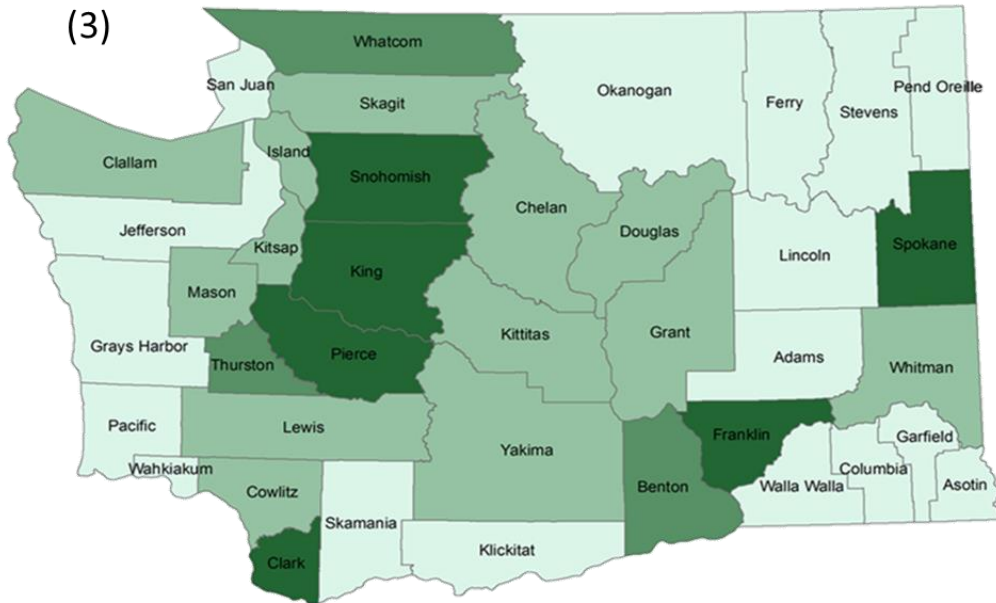 (3)
Whatcom
San Juan
Skagit
Okanogan
Ferry
Stevens
Pend Oreille
Clallam
Island
Snohomish
Chelan
Douglas
Jefferson
Kitsap
King
Lincoln
Spokane
Mason
Grays Harbor
Thurston
Pierce
Kittitas
Grant
Adams
Whitman
Pacific
Lewis
Yakima
Franklin
Garfield
Wahkiakum
Cowlitz
Skamania
Benton
Walla Walla
Columbia
Asotin
Clark
Klickitat